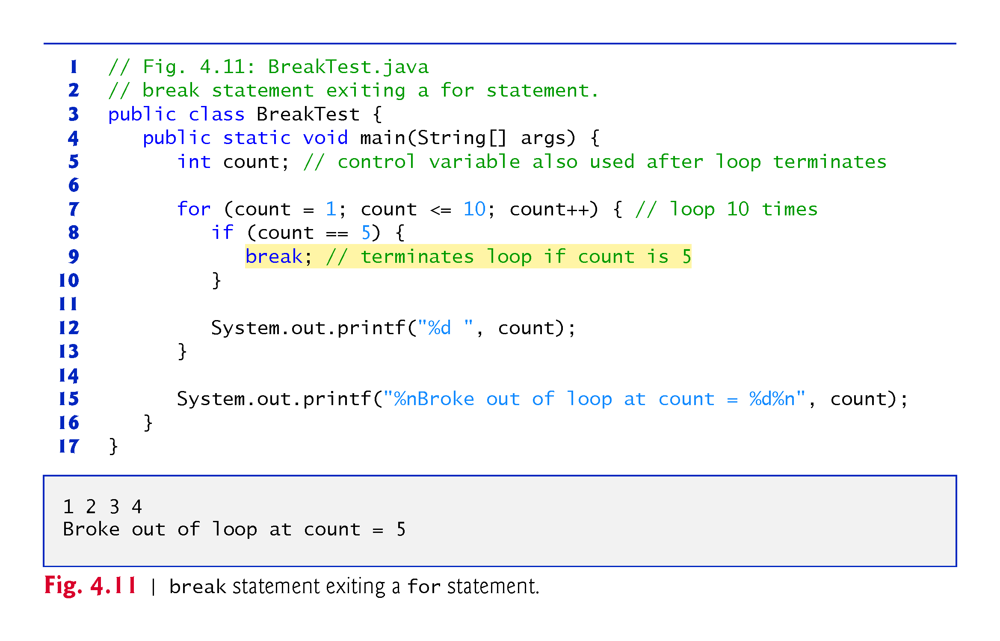 1 // Fig. 4.11: BreakTest.java
2 // break statement exiting a for statement.
3 public class BreakTest {
4    public static void main(String[] args) {
5       int count; // control variable also used after loop terminates
6
7       for (count = 1; count <= 10; count++) { // loop 10 times
8          if (count == 5) {
9             break; // terminates loop if count is 5
10          }
11
12          System.out.printf("%d ", count);
13       }
14
15       System.out.printf("%nBroke out of loop at count = %d%n", count);
16    }
17 }
1 2 3 4
Broke out of loop at count = 5
Fig. 4.11 | break statement exiting a for statement.